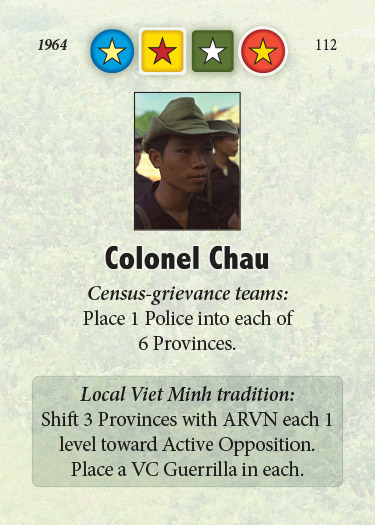 1964
112
Colonel Chau
Census-grievance teams:
Place 1 Police into each of
6 Provinces.
Local Viet Minh tradition:
Shift 3 Provinces with ARVN each 1
level toward Active Opposition.
Place a VC Guerrilla in each.